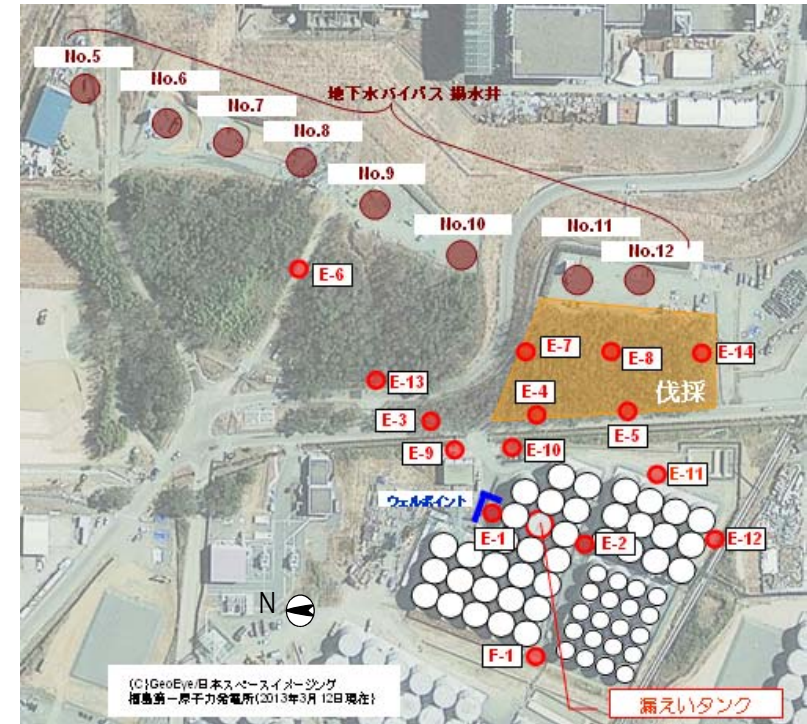 No.5
No.6
No.7
No.8
地下水バイパス 揚水井
No.9
No.10
No.11
No.12
E-6
E-7
E-8
E-14
E-13
伐採
E-4
E-3
E-5
E-9
E-10
E-11
ウェルポイント
E-1
E-2
E-12
N
F-1
(C)GeoEye/日本スペースイメージング
福島第一原子力発電所(2013年3月12日現在)
漏えいタンク